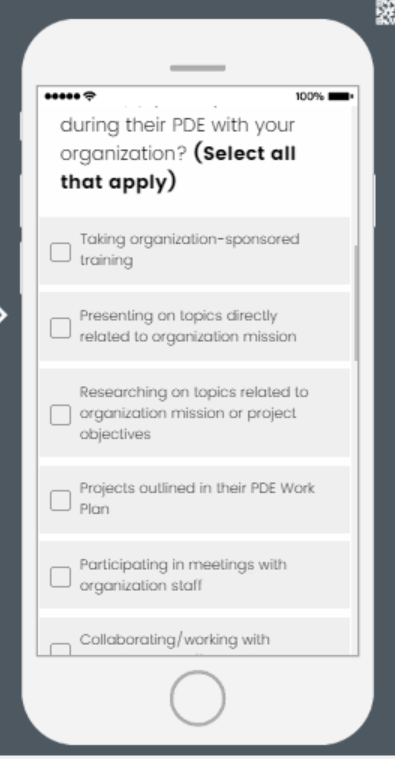 100%
during their PDE with your
organization? (Select all
that apply)
Taking organization-sponsored
training
Presenting on topics directly
related to organization mission
Researching on topics related to
organization mission or project
objectives
Projects outlined in their PDE Work
Plan
Participating in meetings with
organization staff
Collaborating/working with